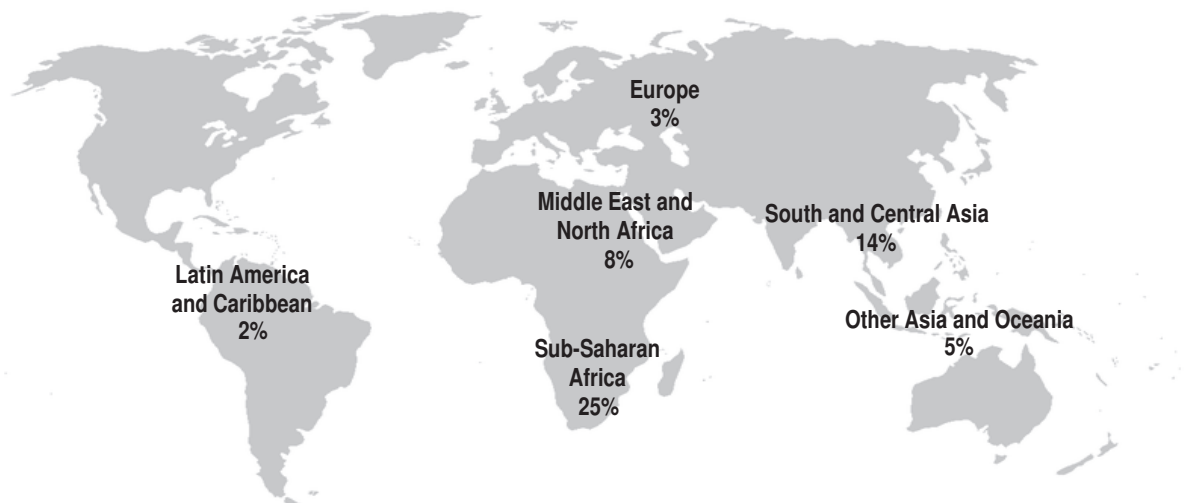 Europe
3%
Middle East and
North Africa
8%
South and Central Asia
14%
Latin America
and Caribbean
2%
Other Asia and Oceania
5%
Sub-Saharan
Africa
25%